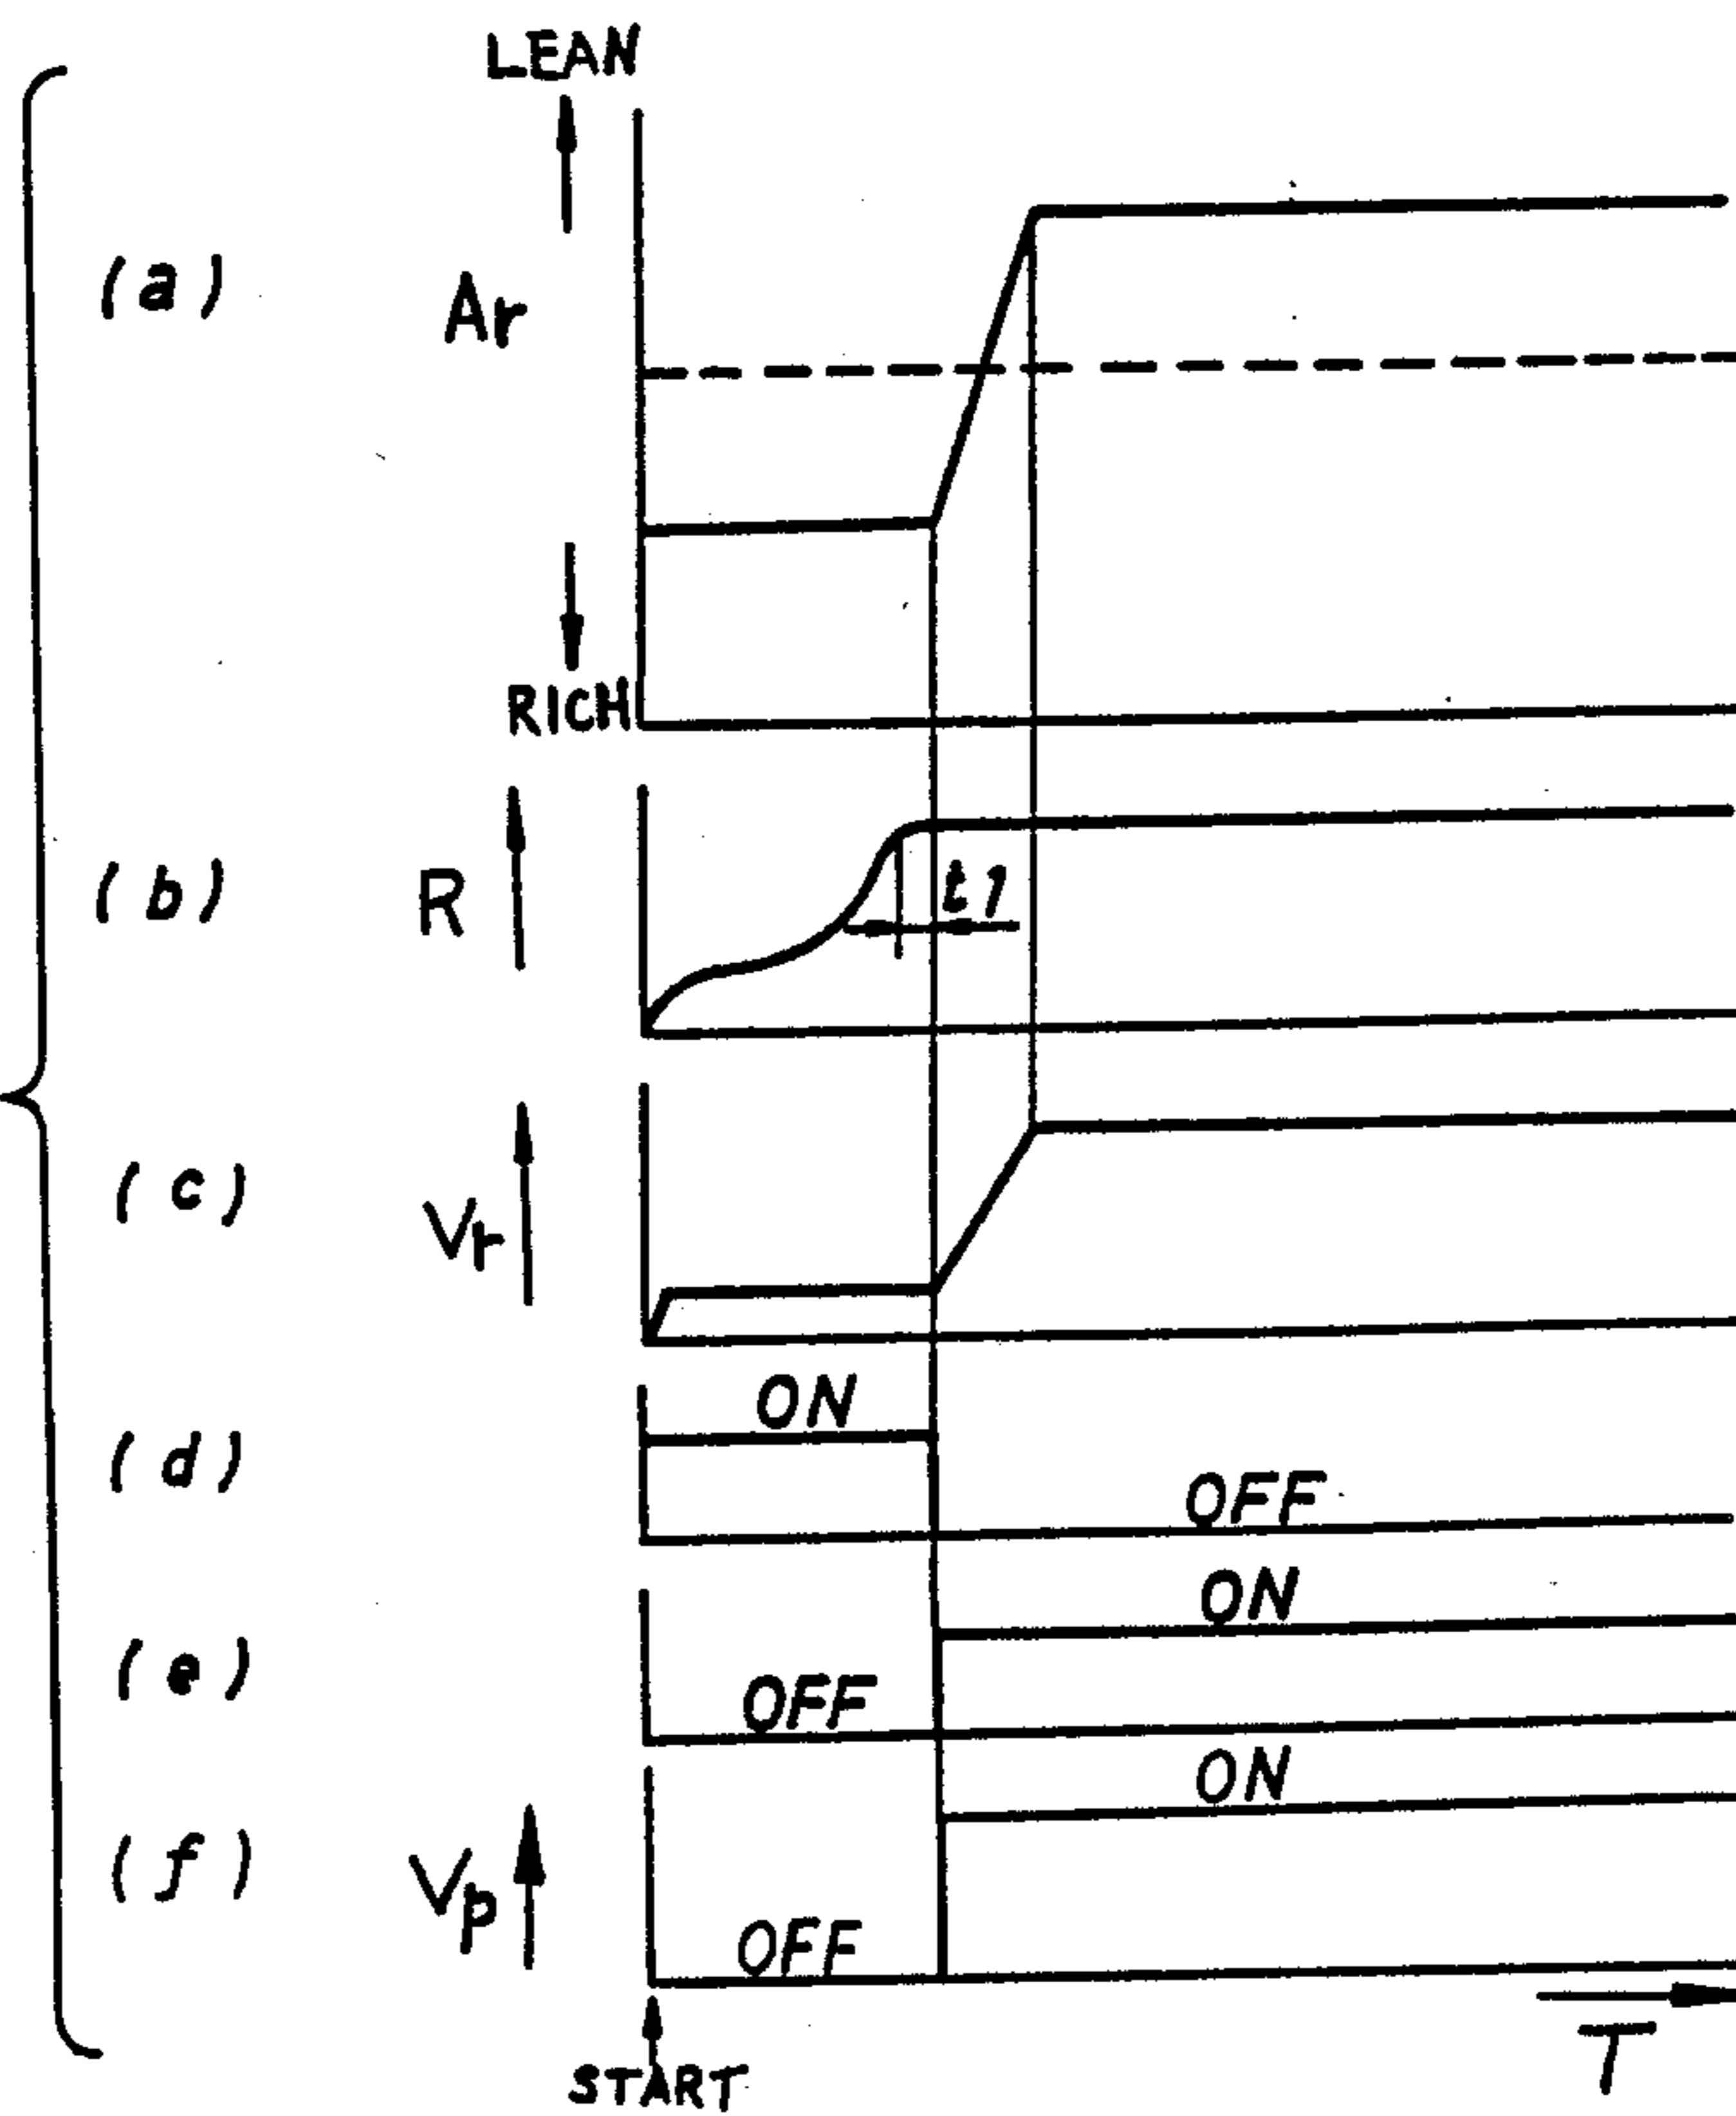 LEAN
(a)
Ar
RICH
(b)
R
t1
(c)
Vr
(d)
ON
OFF
(e)
ON
OFF
(f)
Vp
ON
OFF
START
T